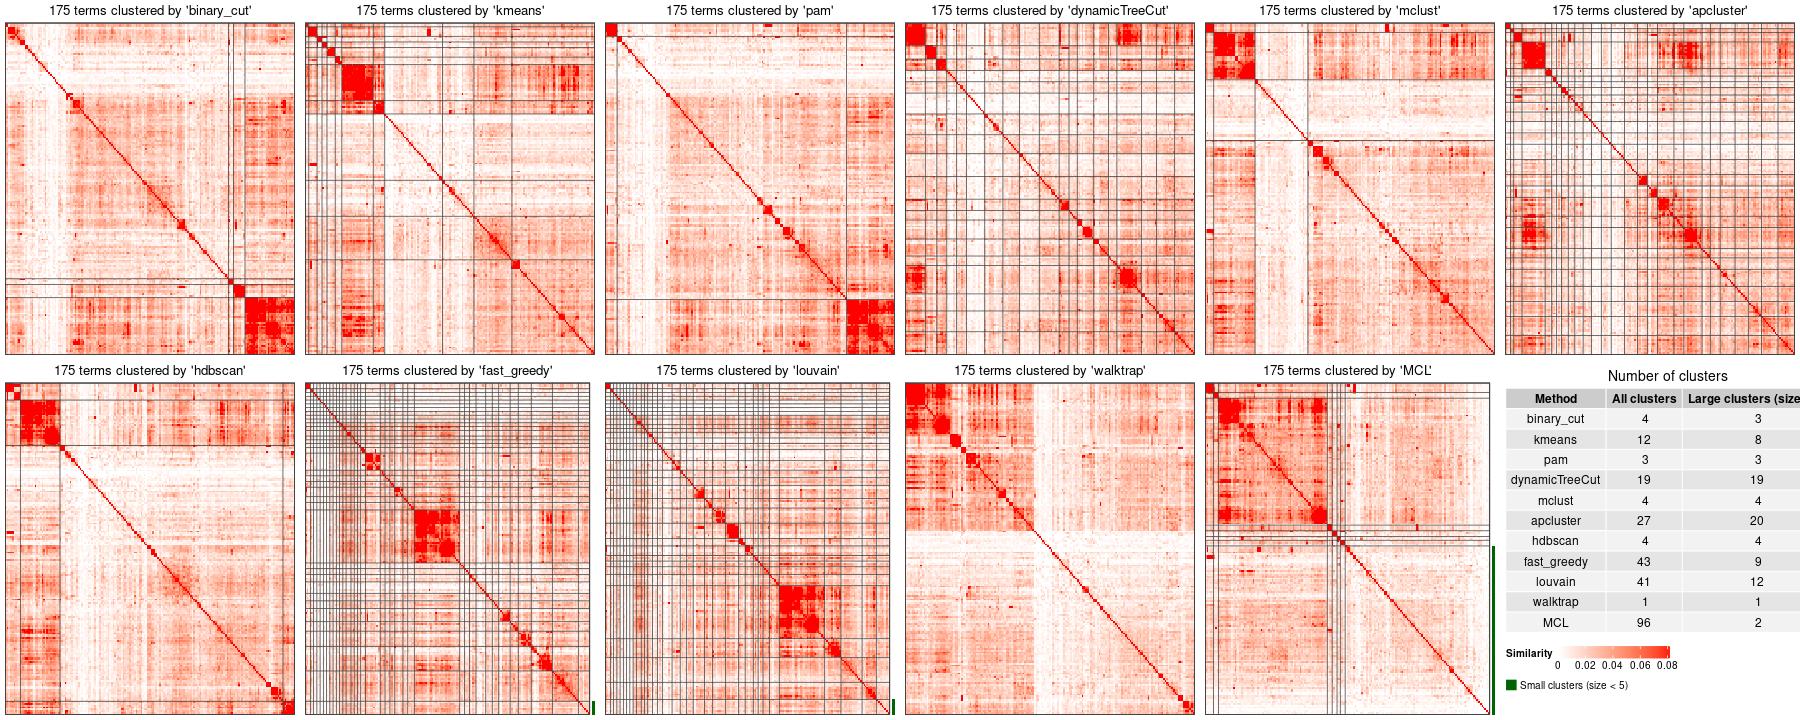 175 terms clustered by 'binary_cut'
175 terms clustered by 'kmeans'
175 terms clustered by 'pam'
175 terms clustered by 'dynamicTreeCut'
175 terms clustered by 'mclust'
175 terms clustered by 'apcluster'
175 terms clustered by 'hdbscan'
175 terms clustered by 'fast_greedy'
175 terms clustered by 'louvain'
175 terms clustered by 'walktrap'
175 terms clustered by 'MCL'
Number of clusters
Method All clusters Large clusters (size
binary_cut 4 3
kmeans 12 8
pam 3 3
dynamicTreeCut 19 19
mclust 4 4
apcluster 27 20
hdbscan 4 4
fast_greedy 43 9
louvain 41 12
walktrap 1 1
MCL 96 2
Similarity
0 0.02 0.04 0.06 0.08
Small clusters (size < 5)